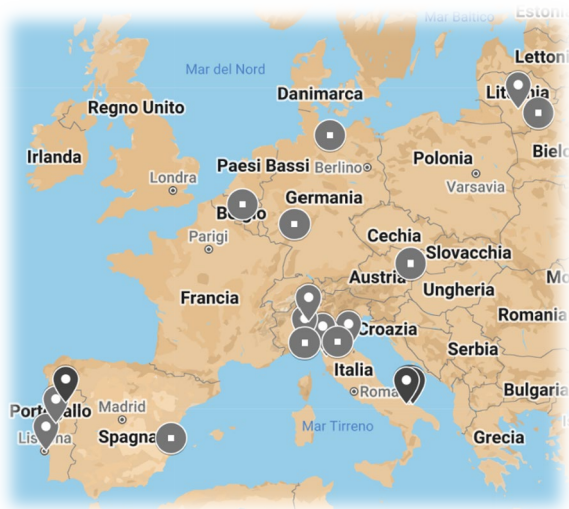 Mar Baltico
Estoni
Lettoni
Mar del Nord
Danimarca
Regno Unito
Bielo
Irlanda
Paesi Bassi
Berlino
Polonia
Londra
Varsavia
Germania
Parigi
Cechia
Slovacchia
Austria
Mo
Francia
Ungheria
Romania
Croazia
Serbia
Italia
Roma
Bulgaria
Madrid
Spagna
Mar Tirreno
Grecia